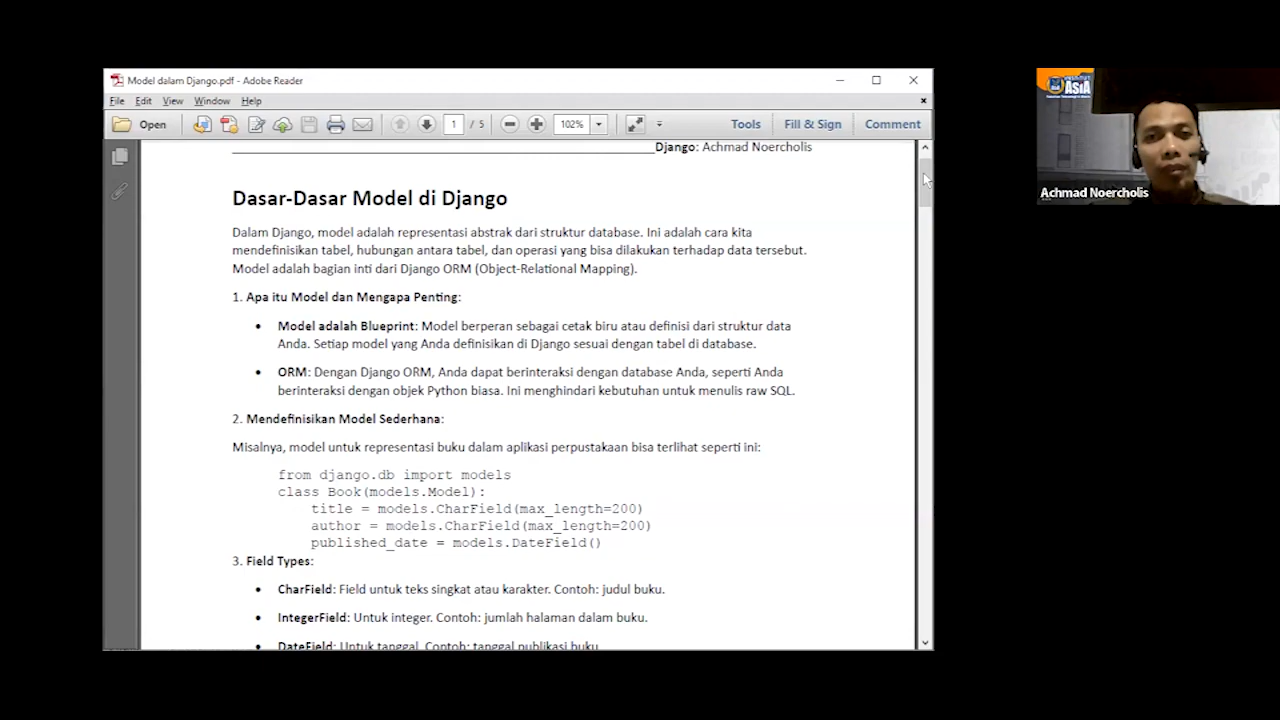 Model dalam Django.pdf - Adobe Reader
File Edit View Window Help
Open 1 / 5 102% Tools Fill & Sign Comment
Django: Achmad Noercholis
Dasar-Dasar Model di Django
Dalam Django, model adalah representasi abstrak dari struktur database. Ini adalah cara kita
mendefinisikan tabel, hubungan antara tabel, dan operasi yang bisa dilakukan terhadap data tersebut.
Model adalah bagian inti dari Django ORM (Object-Relational Mapping).
1. Apa itu Model dan Mengapa Penting:
• Model adalah Blueprint: Model berperan sebagai cetak biru atau definisi dari struktur data
Anda. Setiap model yang Anda definisikan di Django sesuai dengan tabel di database.
• ORM: Dengan Django ORM, Anda dapat berinteraksi dengan database Anda, seperti Anda
berinteraksi dengan objek Python biasa. Ini menghindari kebutuhan untuk menulis raw SQL.
2. Mendefinisikan Model Sederhana:
Misalnya, model untuk representasi buku dalam aplikasi perpustakaan bisa terlihat seperti ini:
from django.db import models
class Book(models.Model):
title = models.CharField(max_length=200)
author = models.CharField(max_length=200)
published_date = models.DateField()
3. Field Types:
• CharField: Field untuk teks singkat atau karakter. Contoh: judul buku.
• IntegerField: Untuk integer. Contoh: jumlah halaman dalam buku.
• DateField: Untuk tanggal. Contoh: tanggal publikasi buku.
ASIA
Achmad Noercholis